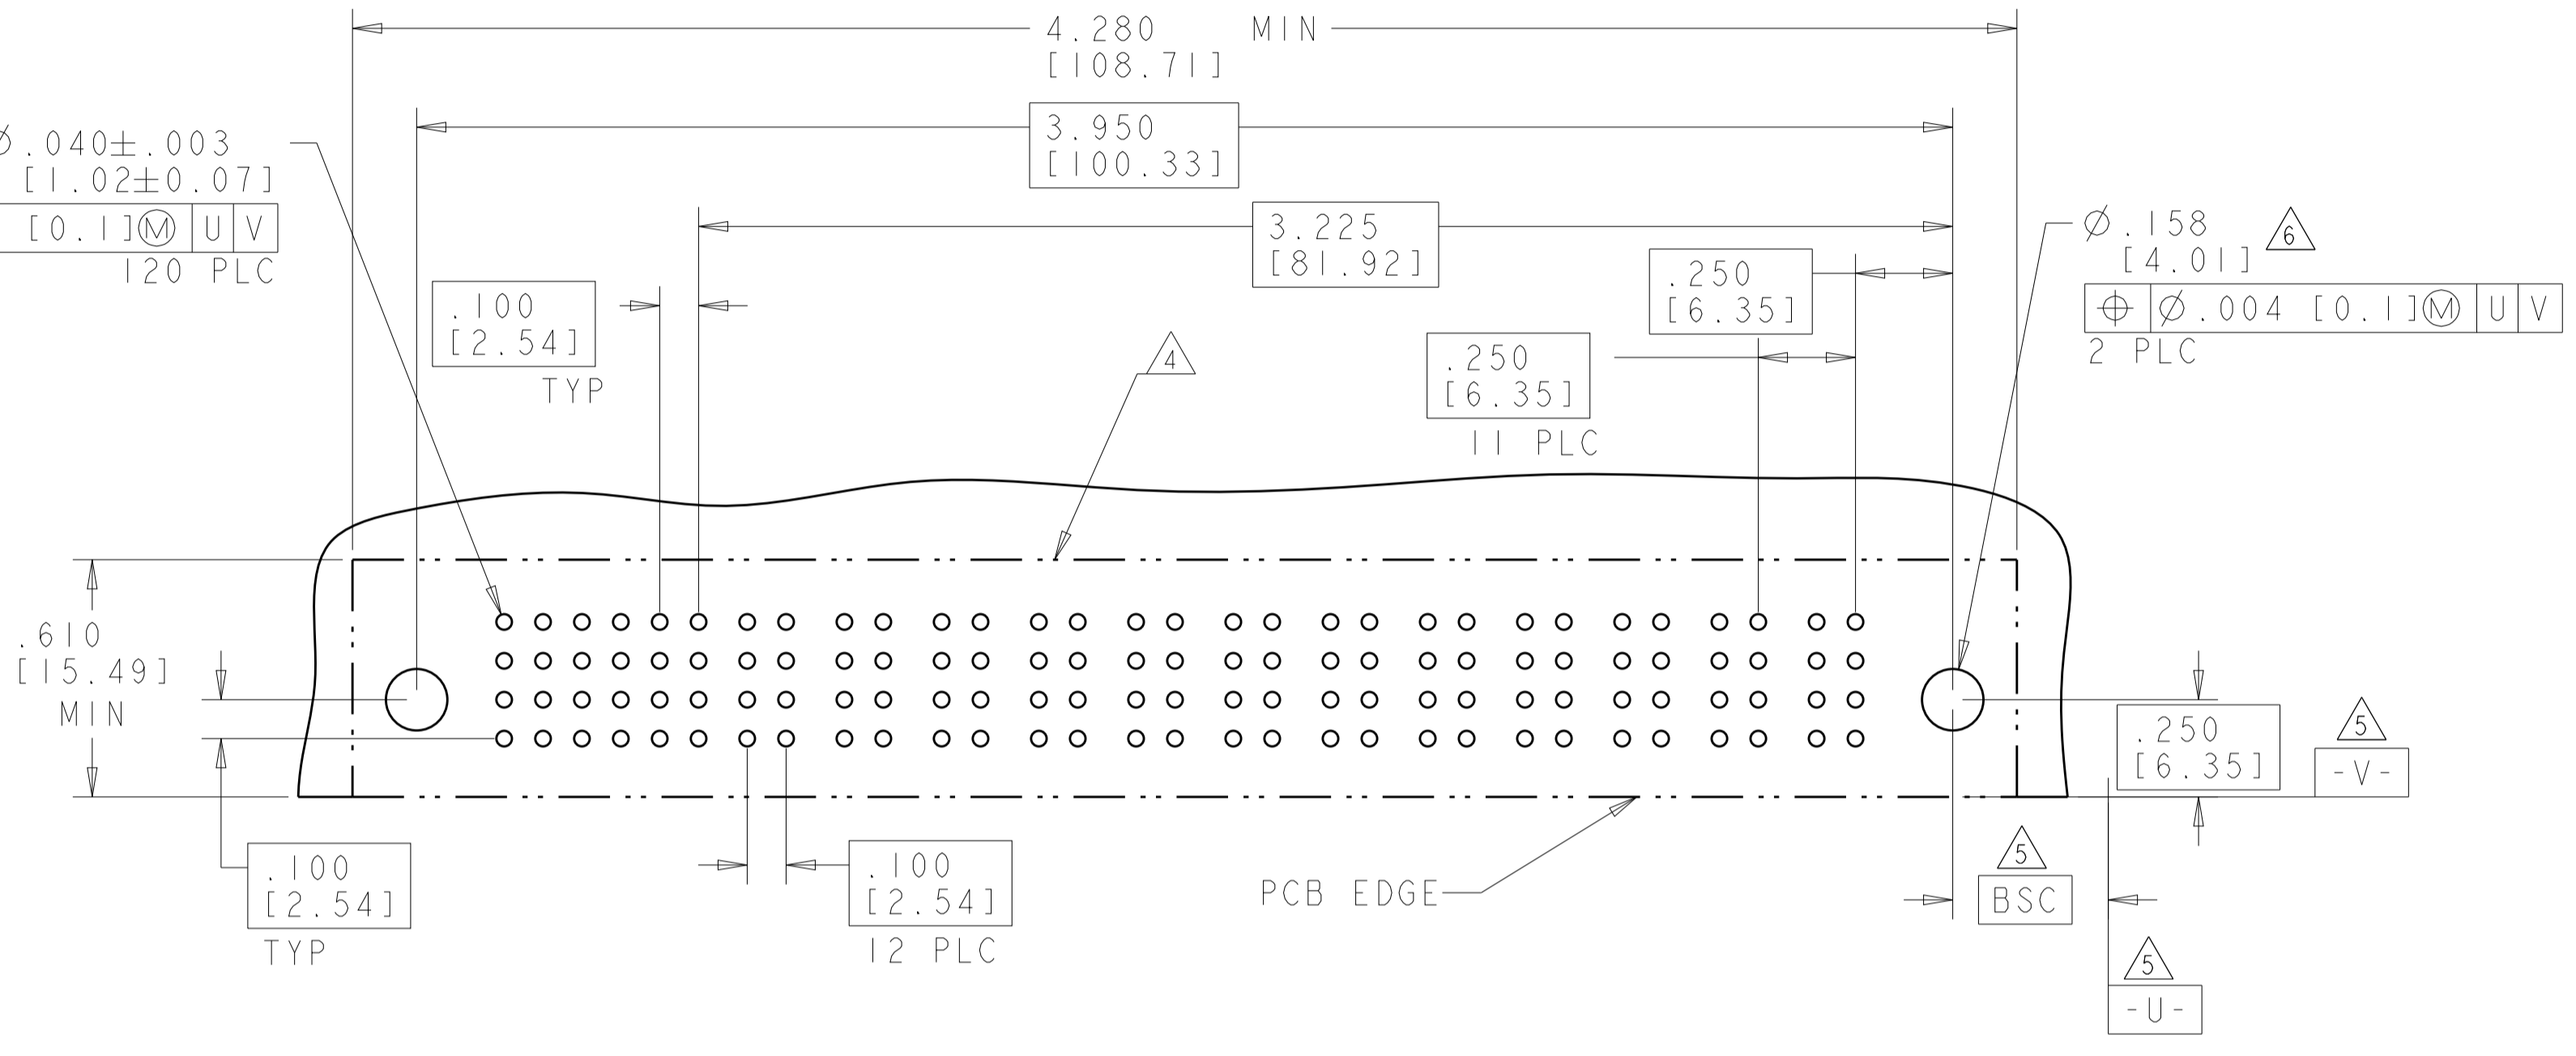 4.280 MIN
[108.71]
3.950
[100.33]
Ø.040±.003
[1.02±0.07]
[0.1]Ⓜ U V
120 PLC
3.225
[81.92]
Ø.158 6
[4.01]
⌖ Ø.004 [0.1]Ⓜ U V
2 PLC
.250
[6.35]
.100
[2.54]
TYP
4
.250
[6.35]
11 PLC
.610
[15.49]
MIN
.250
[6.35]
5
-V-
.100
[2.54]
TYP
.100
[2.54]
12 PLC
PCB EDGE
5
BSC
5
-U-